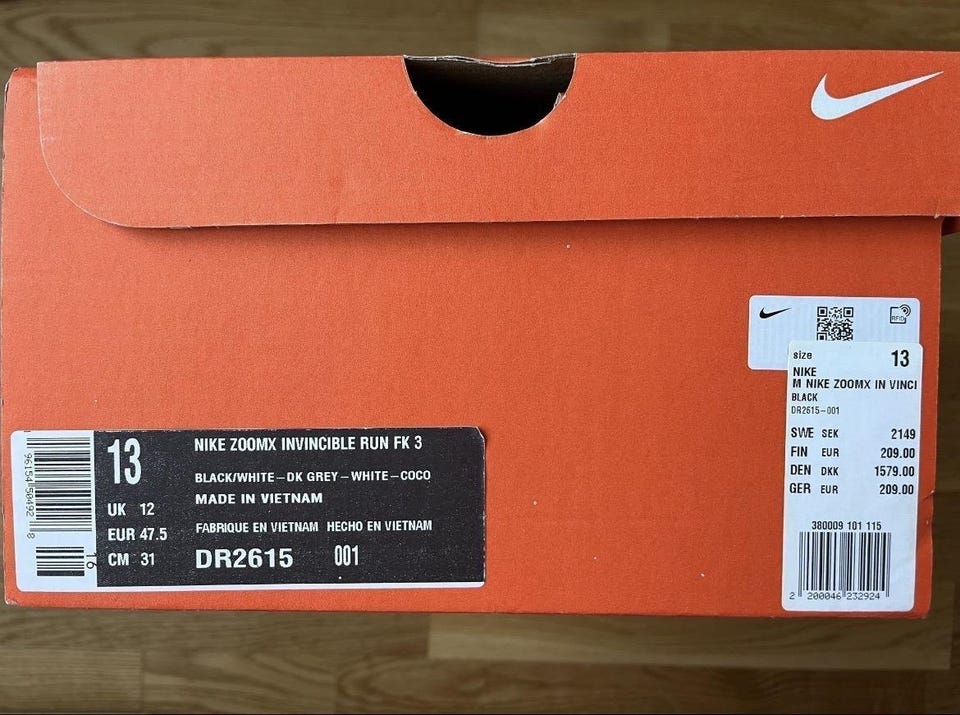 RFID
size 13
NIKE
M NIKE ZOOMX IN VINCI
BLACK
DR2615-001
SWE SEK 2149
FIN EUR 209.00
DEN DKK 1579.00
GER EUR 209.00
380009 101 115
2 200046 232924
13
UK 12
EUR 47.5
CM 31
NIKE ZOOMX INVINCIBLE RUN FK 3
BLACK/WHITE-DK GREY-WHITE-COCO
MADE IN VIETNAM
FABRIQUE EN VIETNAM HECHO EN VIETNAM
DR2615 001
16